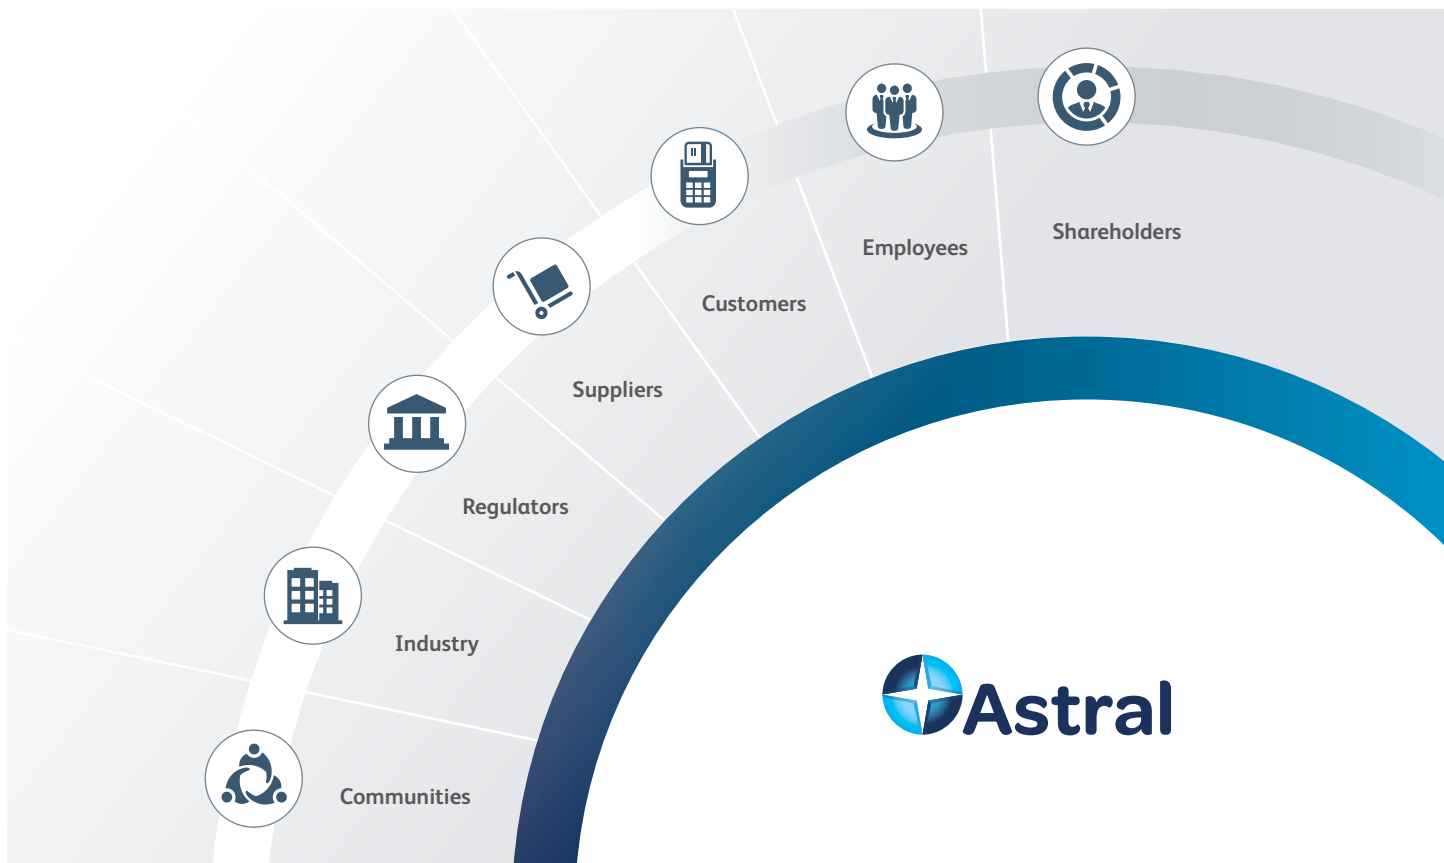 Shareholders
Employees
Customers
Suppliers
Regulators
Industry
Communities
Astral